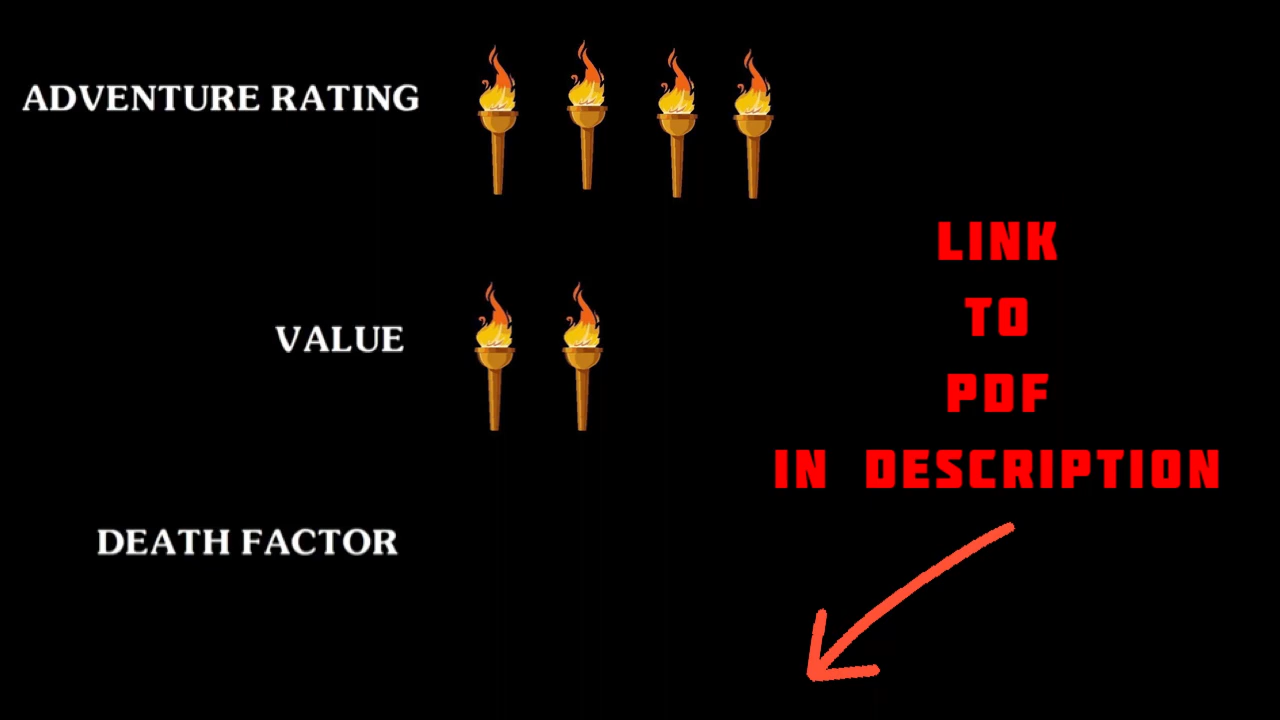 ADVENTURE RATING
VALUE
DEATH FACTOR
LINK
TO
PDF
IN DESCRIPTION